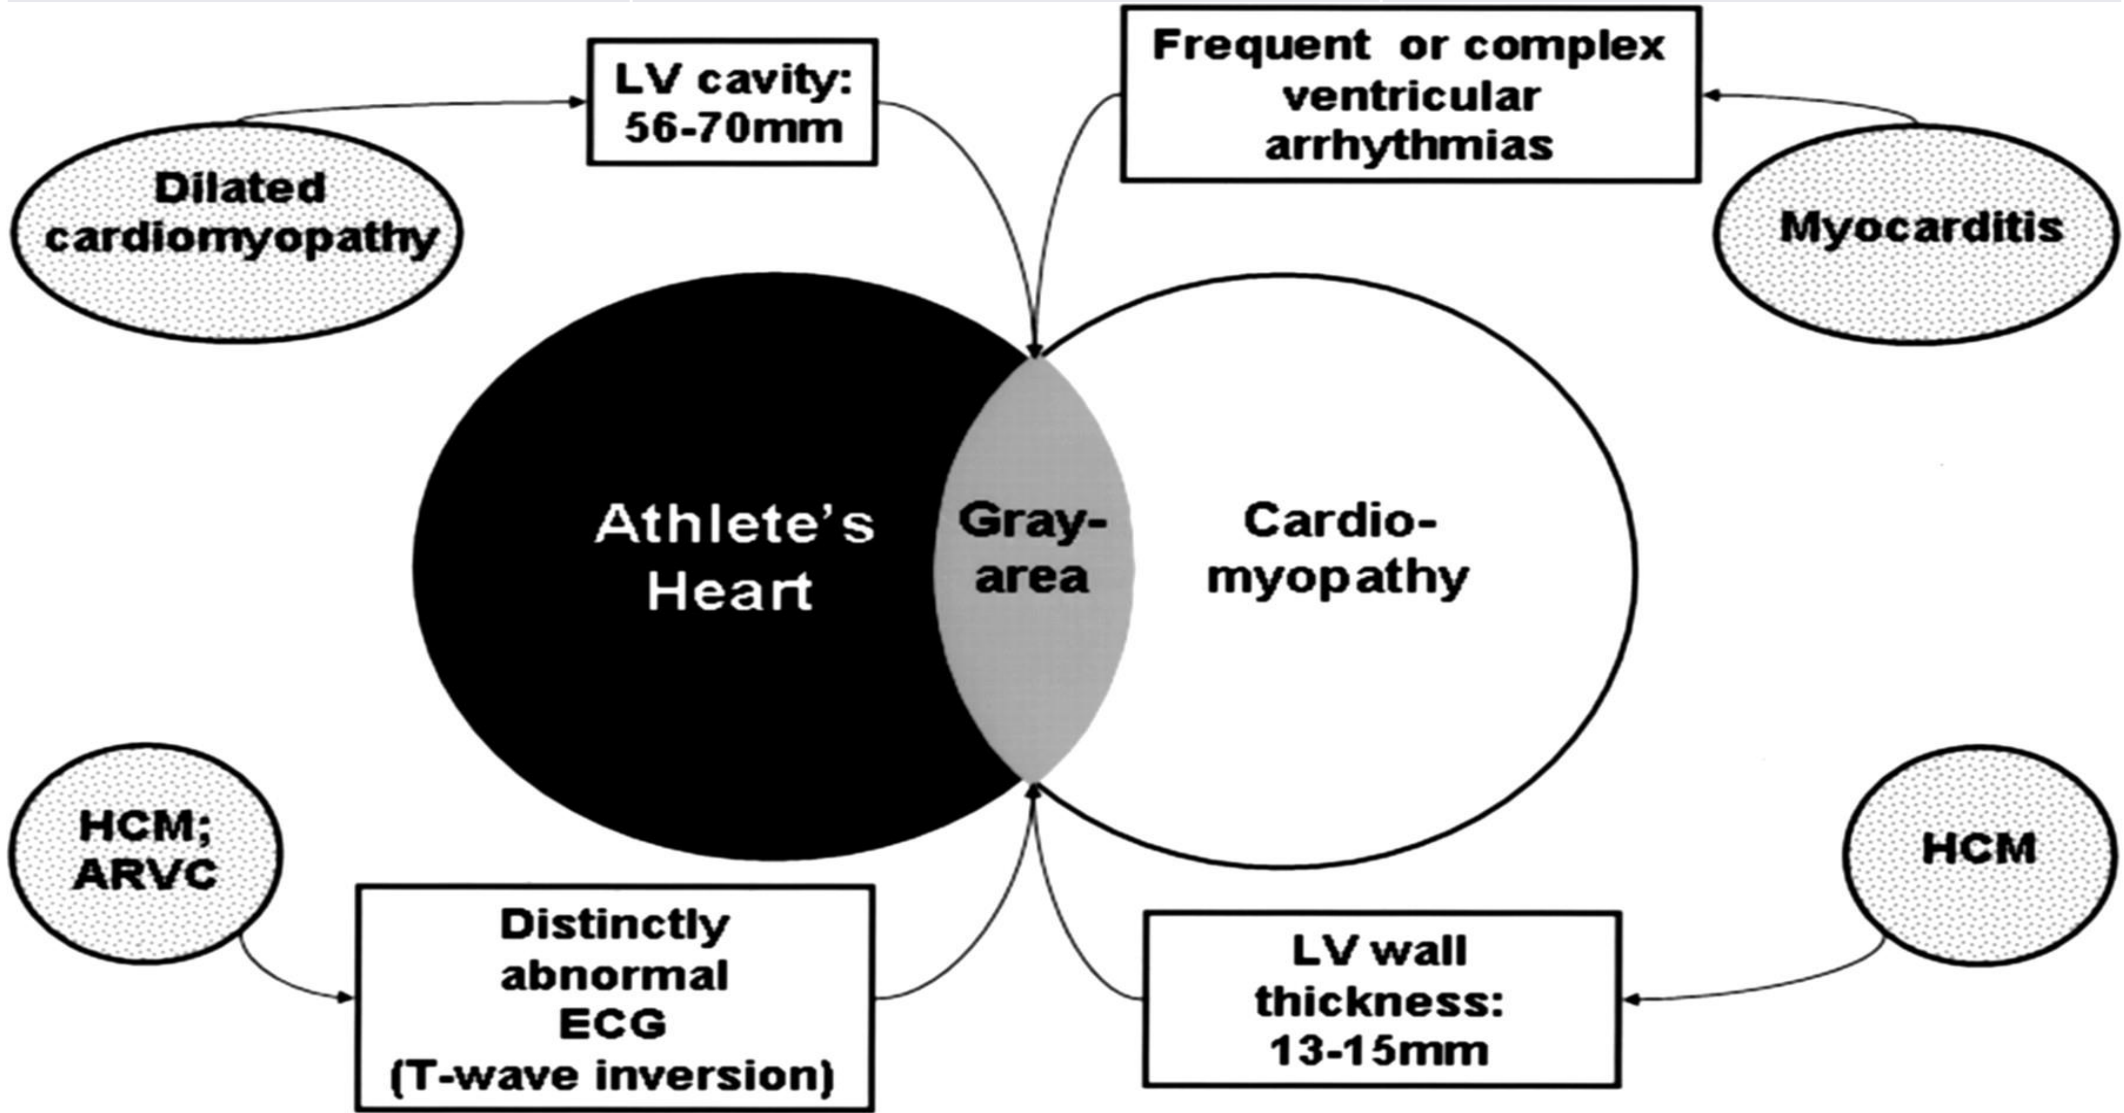 LV cavity:
56-70mm
Frequent or complex
ventricular
arrhythmias
Dilated
cardiomyopathy
Myocarditis
Athlete's
Heart
Gray-
area
Cardio-
myopathy
HCM;
ARVC
HCM
Distinctly
abnormal
ECG
(T-wave inversion)
LV wall
thickness:
13-15mm